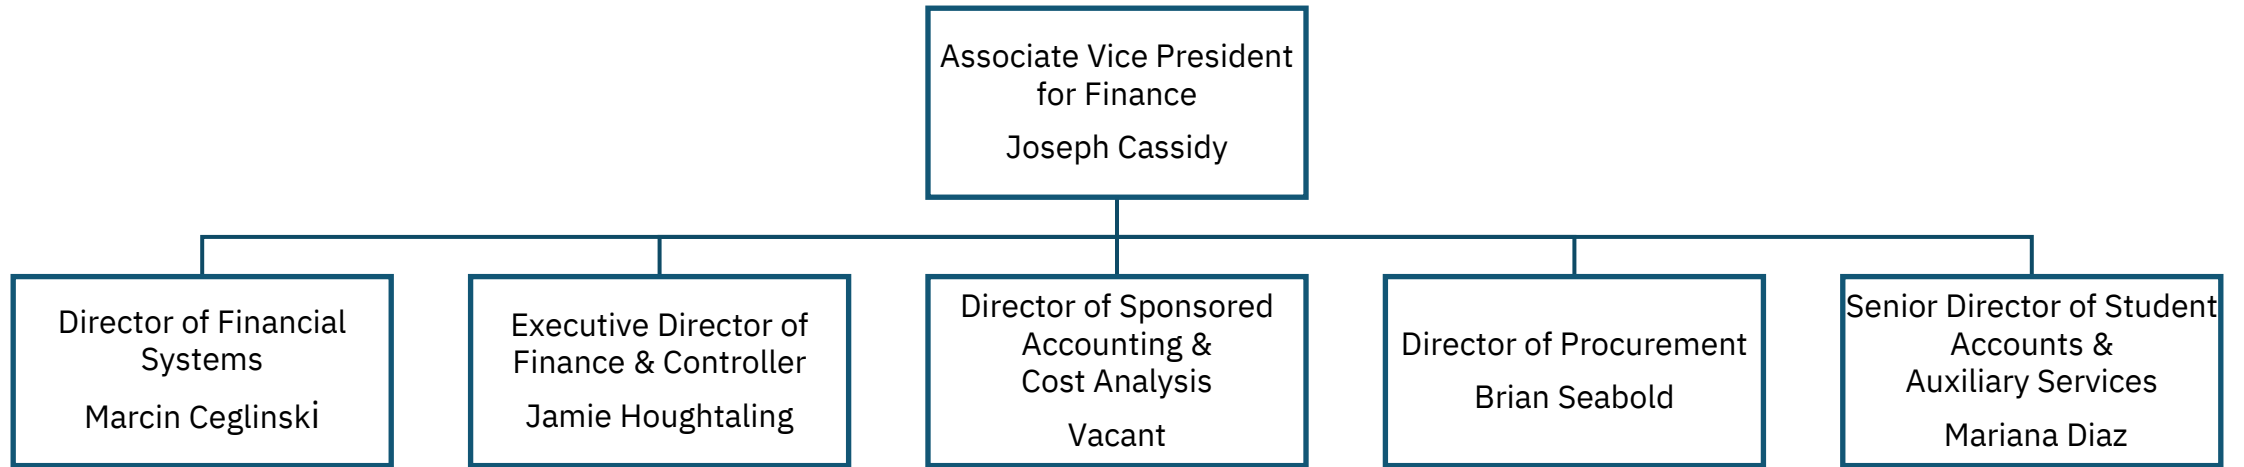 Associate Vice President
for Finance
Joseph Cassidy
Director of Financial
Systems
Marcin Ceglinski
Executive Director of
Finance & Controller
Jamie Houghtaling
Director of Sponsored
Accounting &
Cost Analysis
Vacant
Director of Procurement
Brian Seabold
Senior Director of Student
Accounts &
Auxiliary Services
Mariana Diaz